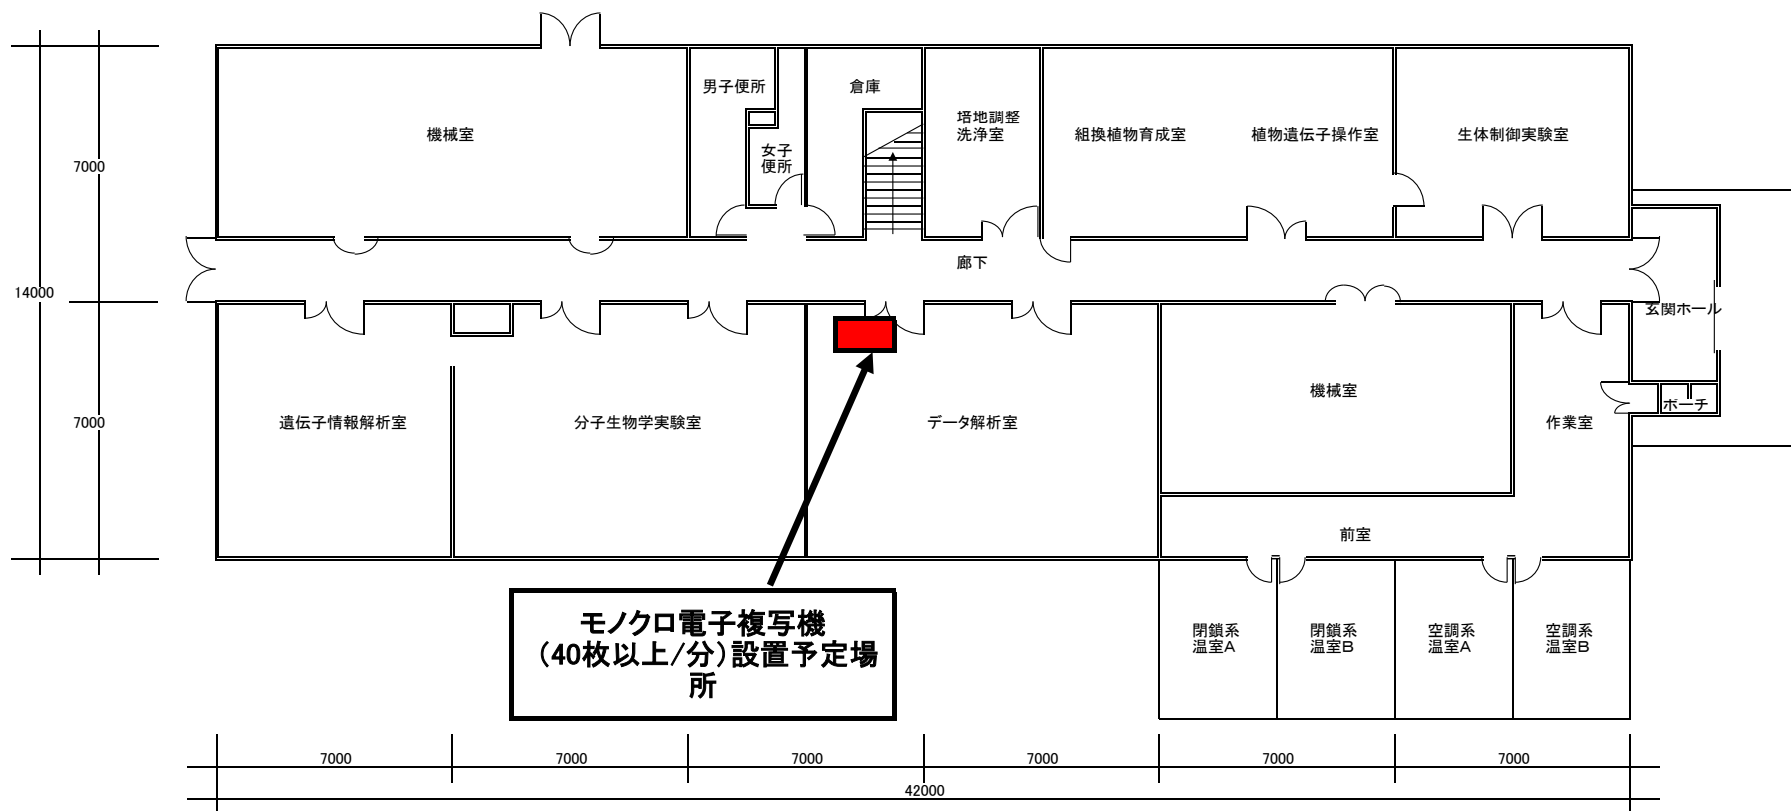 男子便所
倉庫
機械室
培地調整
洗浄室
組換植物育成室
植物遺伝子操作室
生体制御実験室
女子
便所
7000
廊下
14000
玄関ホール
機械室
ポーチ
7000
遺伝子情報解析室
分子生物学実験室
データ解析室
作業室
前室
モノクロ電子複写機
（40枚以上/分）設置予定場
所
閉鎖系
温室A
閉鎖系
温室B
空調系
温室A
空調系
温室B
7000
7000
7000
7000
7000
7000
42000